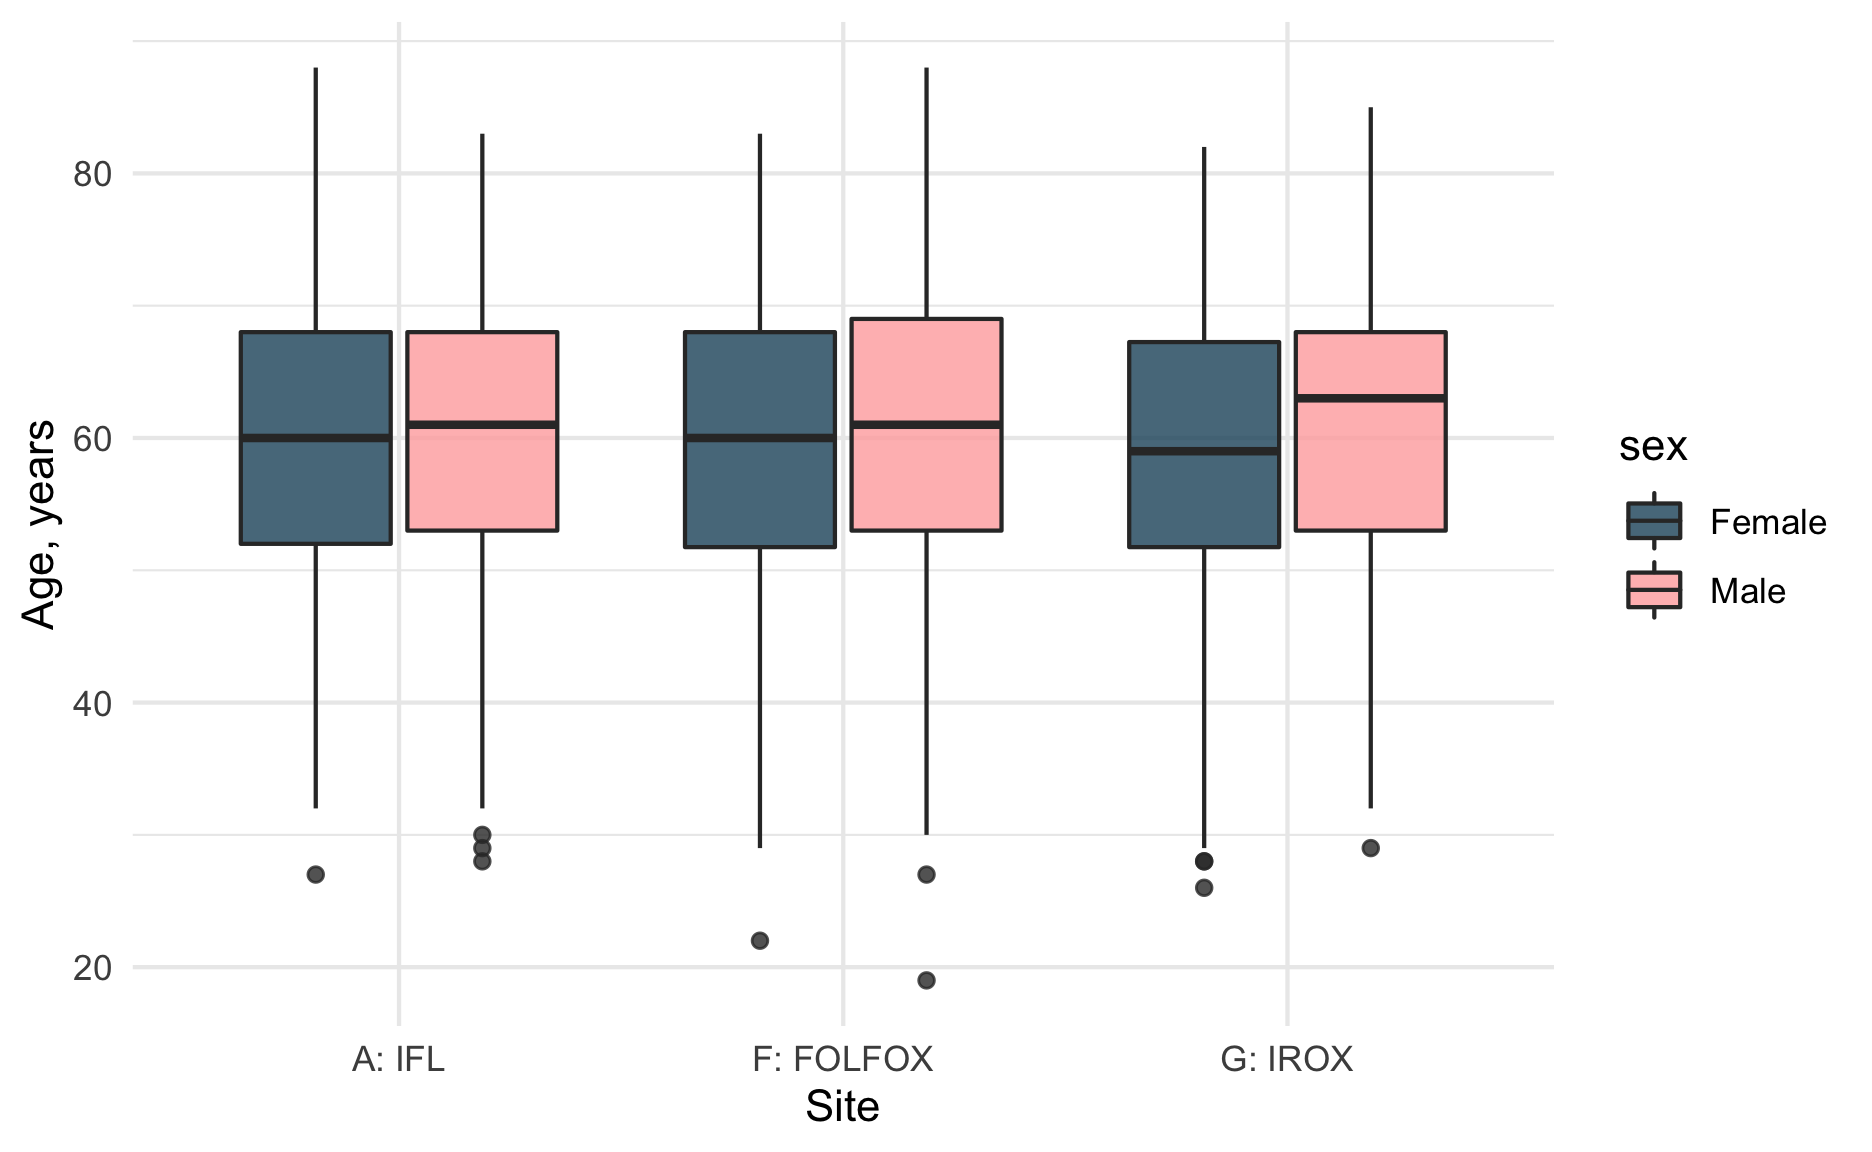 Age, years
80
60
40
20
A: IFL
F: FOLFOX
G: IROX
Site
sex
Female
Male